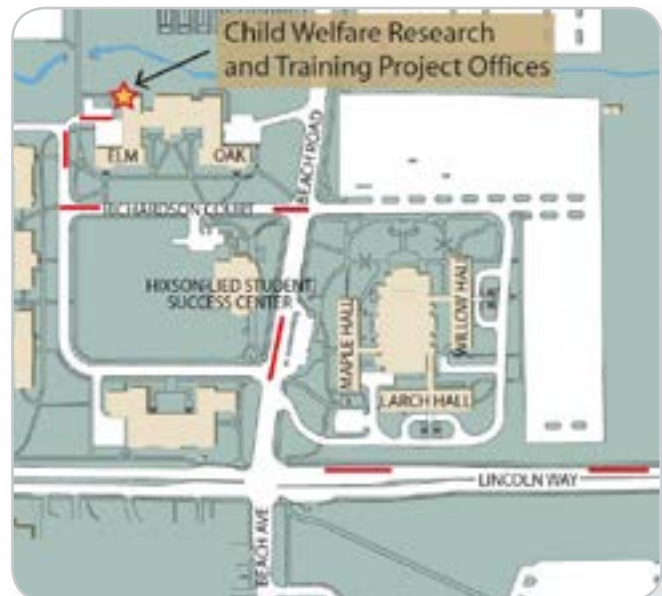 Child Welfare Research
and Training Project Offices
ELM
OAK
BEACH ROAD
RICHARDSON COURT
HIXSON-LIED STUDENT
SUCCESS CENTER
MAPLE HALL
WILLOW HALL
LARCH HALL
LINCOLN WAY
BEACH AVE